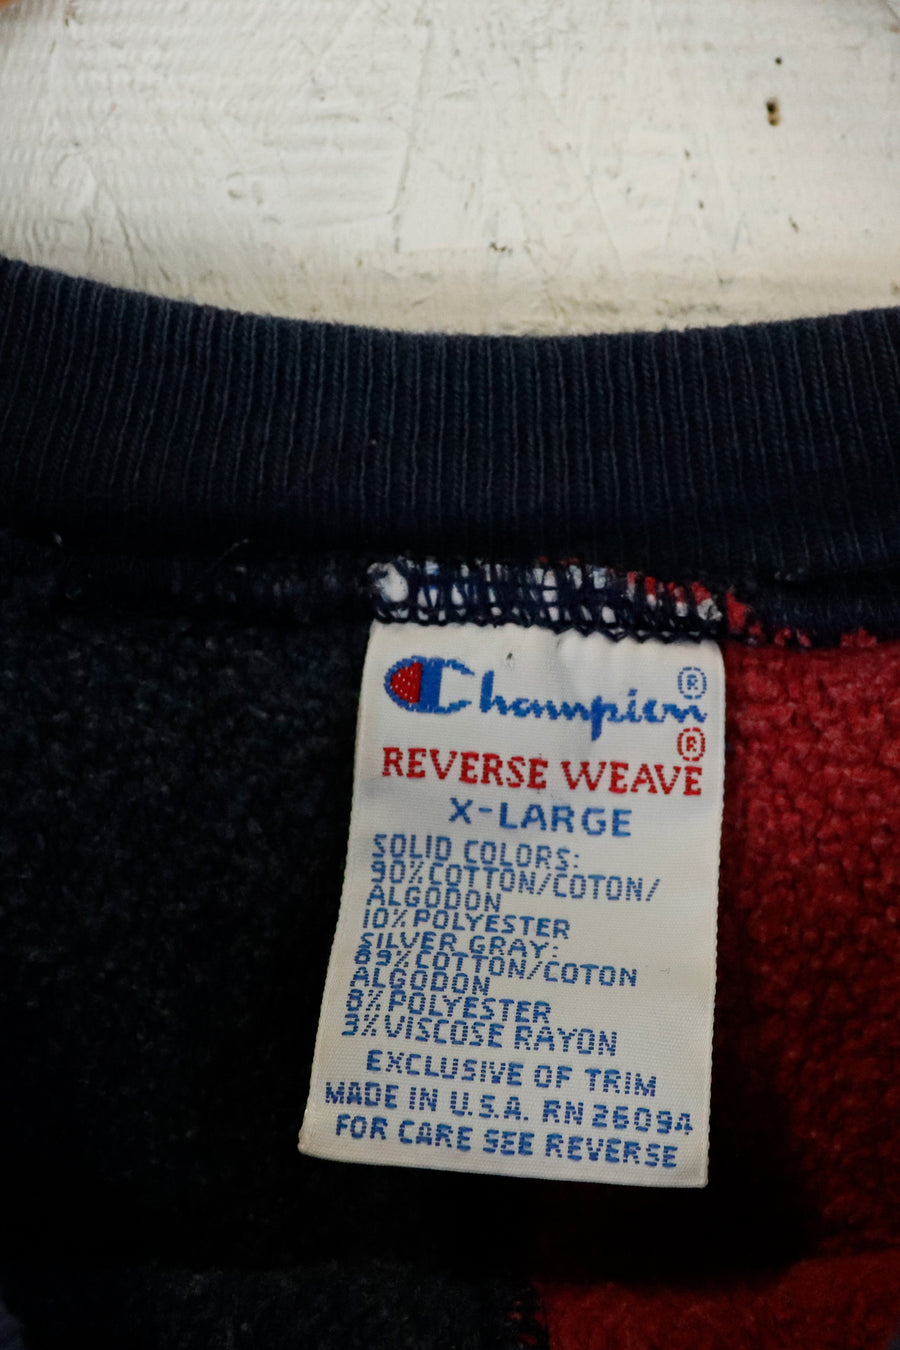 Champion ®
®
REVERSE WEAVE
X-LARGE
SOLID COLORS:
90%COTTON/COTON/
ALGODON
10%POLYESTER
SILVER GRAY:
89%COTTON/COTON
ALGODON
8%POLYESTER
3%VISCOSE RAYON
EXCLUSIVE OF TRIM
MADE IN U.S.A. RN 26094
FOR CARE SEE REVERSE